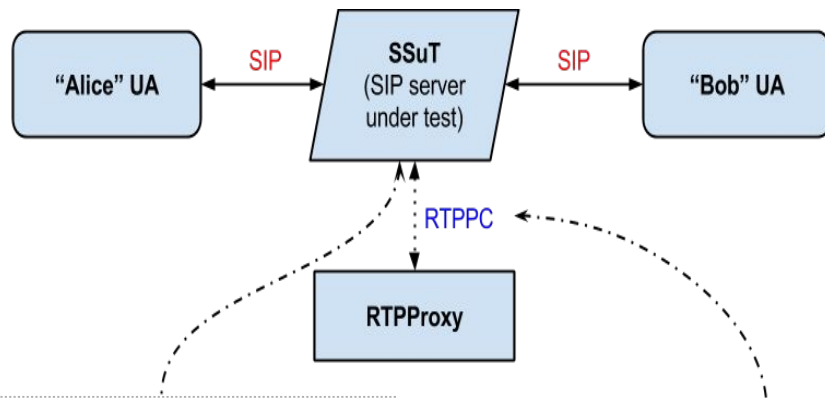 “Alice” UA
SIP
SSuT
(SIP server
under test)
SIP
“Bob” UA
RTPPC
RTPProxy